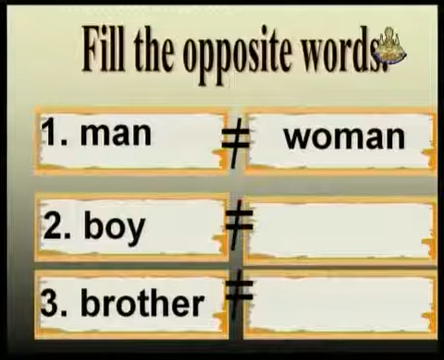 Fill the opposite words.
1. man ≠ woman
2. boy ≠
3. brother ≠